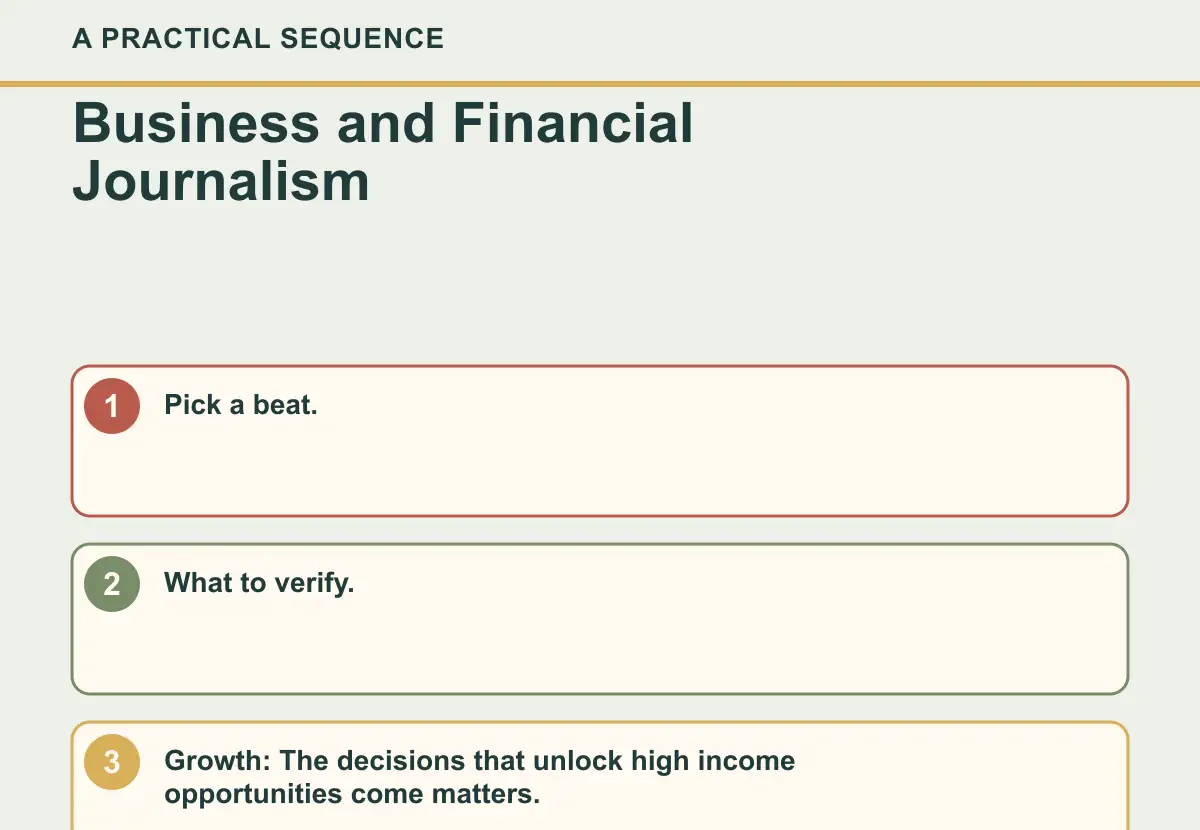 A PRACTICAL SEQUENCE
Business and Financial
Journalism
1
Pick a beat.
2
What to verify.
3
Growth: The decisions that unlock high income
opportunities come matters.